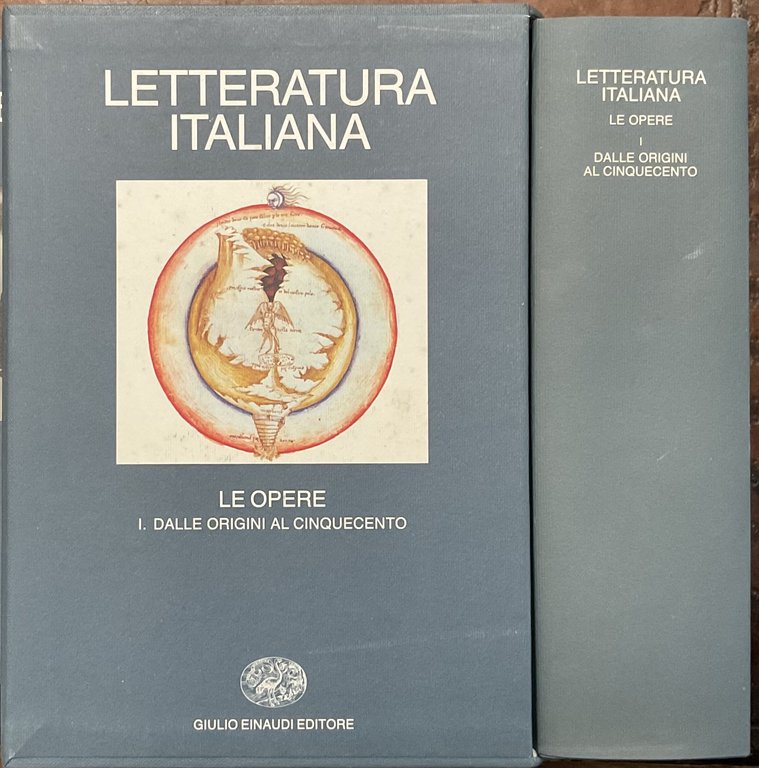 LETTERATURA
ITALIANA
LE OPERE
I. DALLE ORIGINI AL CINQUECENTO
GIULIO EINAUDI EDITORE
LETTERATURA
ITALIANA
LE OPERE
I
DALLE ORIGINI
AL CINQUECENTO